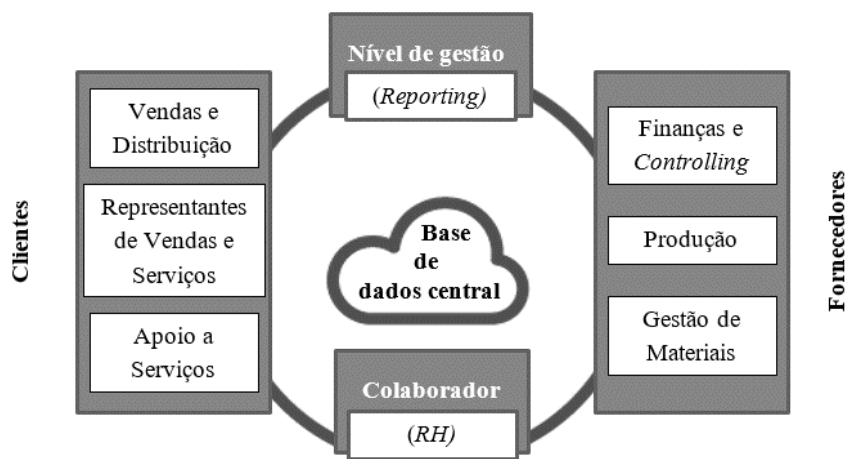 Nível de gestão
(Reporting)
Clientes
Vendas e
Distribuição
Representantes
de Vendas e
Serviços
Apoio a
Serviços
Base
de
dados central
Finanças e
Controlling
Produção
Gestão de
Materiais
Fornecedores
Colaborador
(RH)